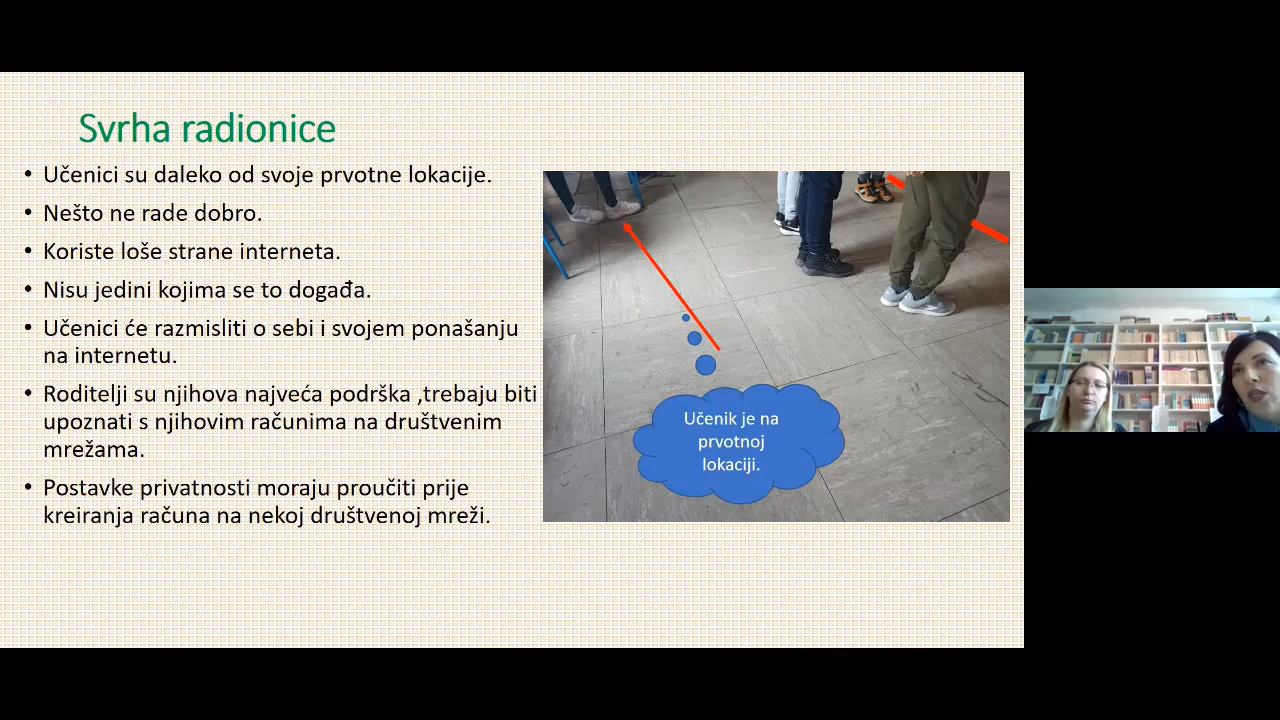 Svrha radionice
• Učenici su daleko od svoje prvotne lokacije.
• Nešto ne rade dobro.
• Koriste loše strane interneta.
• Nisu jedini kojima se to događa.
• Učenici će razmisliti o sebi i svojem ponašanju
na internetu.
• Roditelji su njihova najveća podrška ,trebaju biti
upoznati s njihovim računima na društvenim
mrežama.
• Postavke privatnosti moraju proučiti prije
kreiranja računa na nekoj društvenoj mreži.
Učenik je na
prvotnoj
lokaciji.